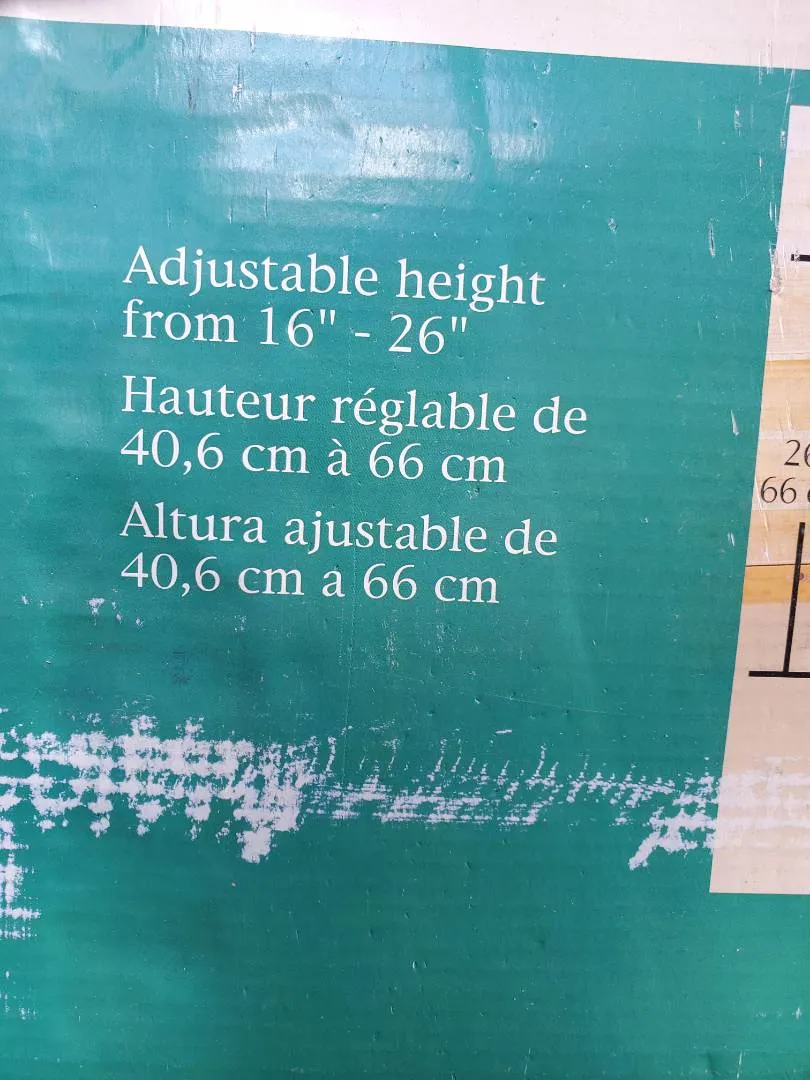 Adjustable height
from 16" - 26"
Hauteur réglable de
40,6 cm à 66 cm
Altura ajustable de
40,6 cm a 66 cm
66